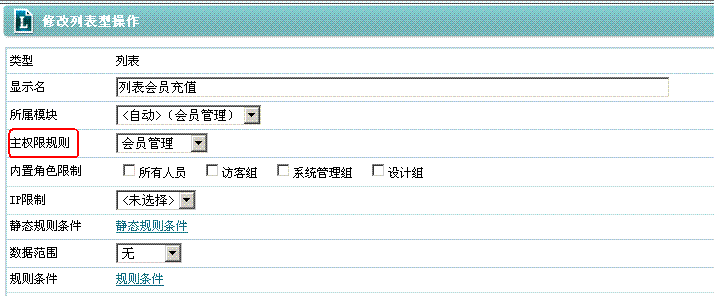 修改列表型操作
类型 列表
显示名 列表会员充值
所属模块 <自动>（会员管理）
主权限规则 会员管理
内置角色限制 所有人员 访客组 系统管理组 设计组
IP限制 <未选择>
静态规则条件 静态规则条件
数据范围 无
规则条件 规则条件